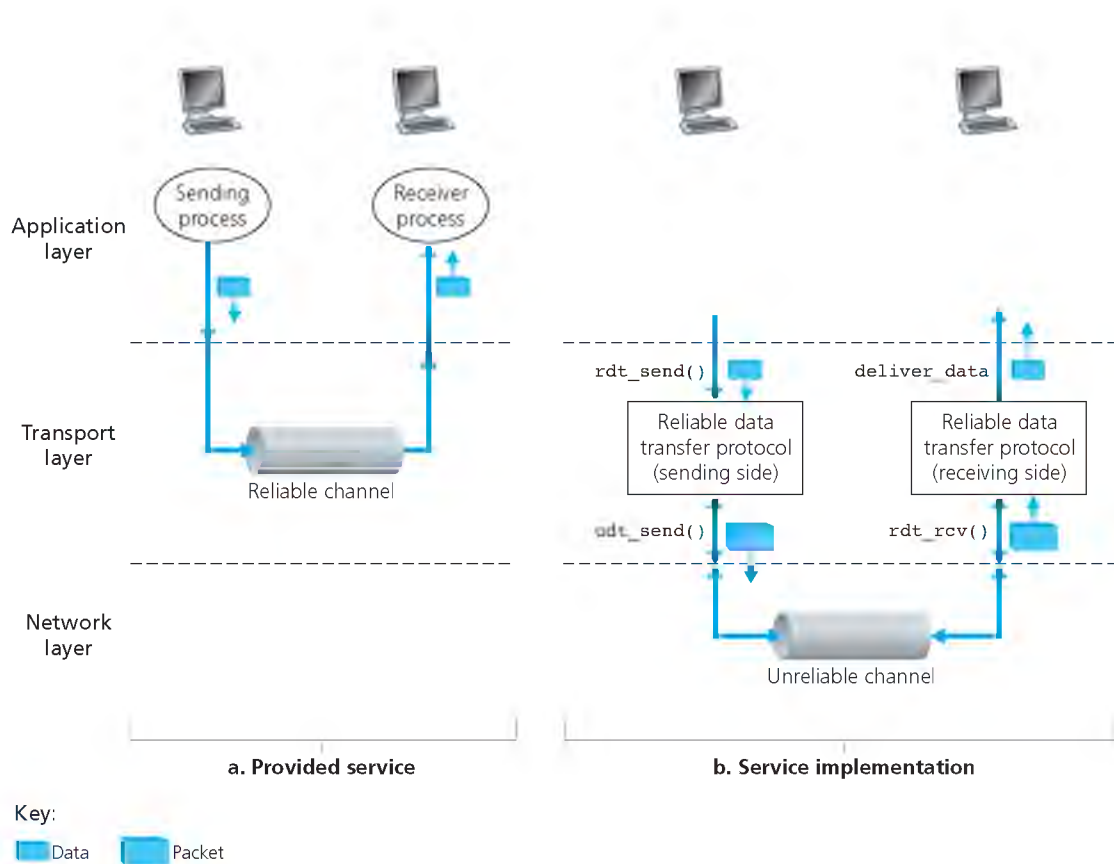 Sending
process
Receiver
process
Application
layer
rdt_send()
deliver_data
Transport
layer
Reliable channel
Reliable data
transfer protocol
(sending side)
Reliable data
transfer protocol
(receiving side)
udt_send()
rdt_rcv()
Network
layer
Unreliable channel
a. Provided service
b. Service implementation
Key:
Data
Packet